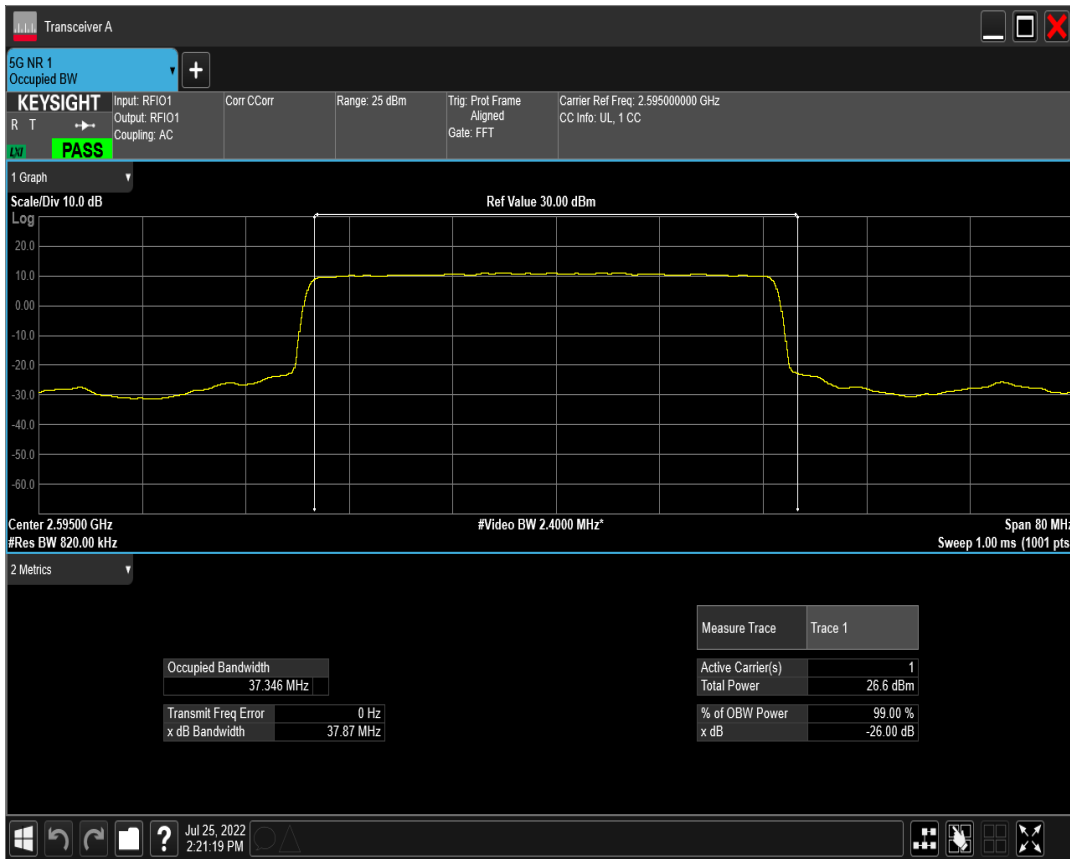 Transceiver A
5G NR 1
Occupied BW
KEYSIGHT
R T
LXI
PASS
Input: RFIO1
Output: RFIO1
Coupling: AC
Corr CCorr
Range: 25 dBm
Trig: Prot Frame
Aligned
Gate: FFT
Carrier Ref Freq: 2.595000000 GHz
CC Info: UL, 1 CC
1 Graph
Scale/Div 10.0 dB
Ref Value 30.00 dBm
Log
20.0
10.0
0.00
-10.0
-20.0
-30.0
-40.0
-50.0
-60.0
Center 2.59500 GHz
#Video BW 2.4000 MHz*
Span 80 MHz
#Res BW 820.00 kHz
Sweep 1.00 ms (1001 pts
2 Metrics
Measure Trace Trace 1
Occupied Bandwidth
37.346 MHz
Active Carrier(s) 1
Total Power 26.6 dBm
Transmit Freq Error 0 Hz
x dB Bandwidth 37.87 MHz
% of OBW Power 99.00 %
x dB -26.00 dB
?
Jul 25, 2022
2:21:19 PM